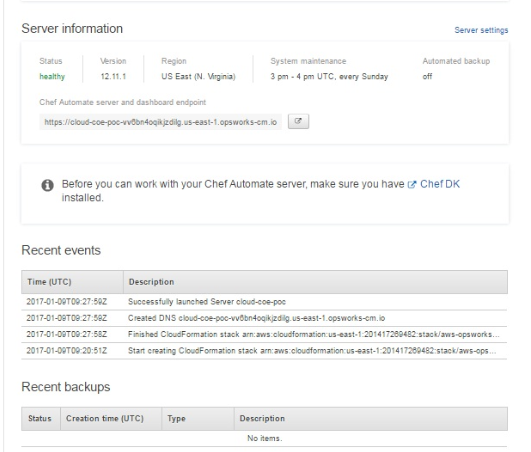 Server information
Server settings
Status Version Region System maintenance Automated backup
healthy 12.11.1 US East (N. Virginia) 3 pm - 4 pm UTC, every Sunday off
Chef Automate server and dashboard endpoint
https://cloud-coe-poc-vv6bn4oqikjzdilg.us-east-1.opsworks-cm.io
Before you can work with your Chef Automate server, make sure you have Chef DK
installed.
Recent events
Time (UTC) Description
2017-01-09T09:27:59Z Successfully launched Server cloud-coe-poc
2017-01-09T09:27:59Z Created DNS cloud-coe-poc-vv6bn4oqikjzdilg.us-east-1.opsworks-cm.io
2017-01-09T09:27:58Z Finished CloudFormation stack arn:aws:cloudformation:us-east-1:201417269482:stack/aws-opsworks...
2017-01-09T09:20:51Z Start creating CloudFormation stack arn:aws:cloudformation:us-east-1:201417269482:stack/aws-ops...
Recent backups
Status Creation time (UTC) Type Description
No items.